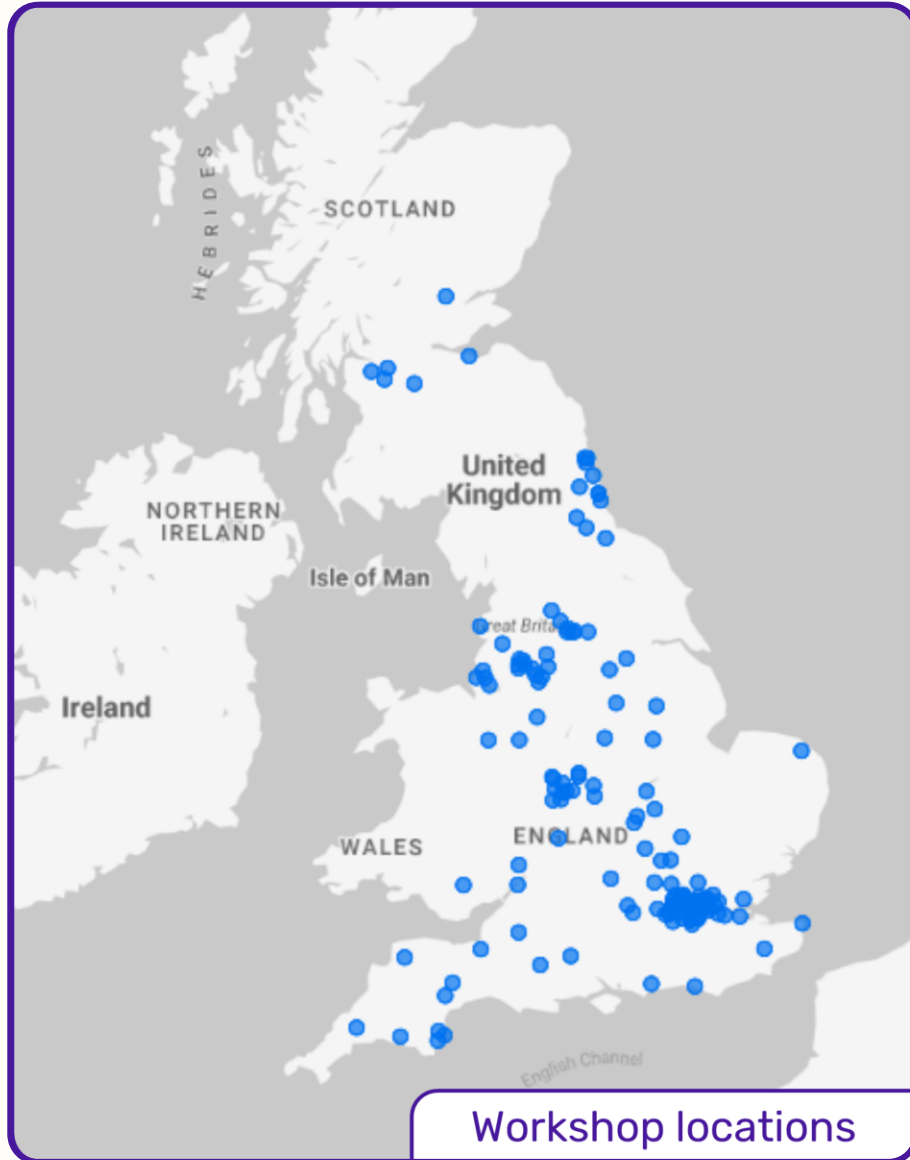 HEBRIDES
SCOTLAND
United
Kingdom
NORTHERN
IRELAND
Isle of Man
Great Brita
Ireland
ENGLAND
WALES
English Channel
Workshop locations